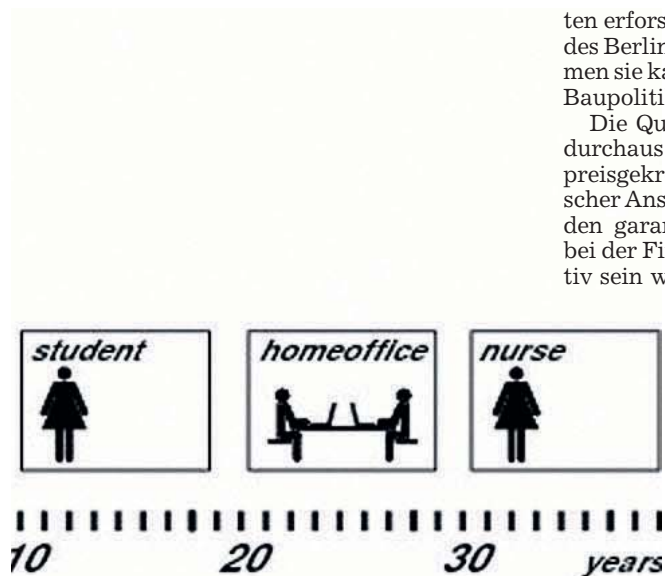 ten erfors
des Berlin
men sie ka
Baupoliti
Die Qu
durchaus
preisgekr
scher Ans
den garan
bei der Fi
tiv sein w
student homeoffice nurse
10 20 30 years